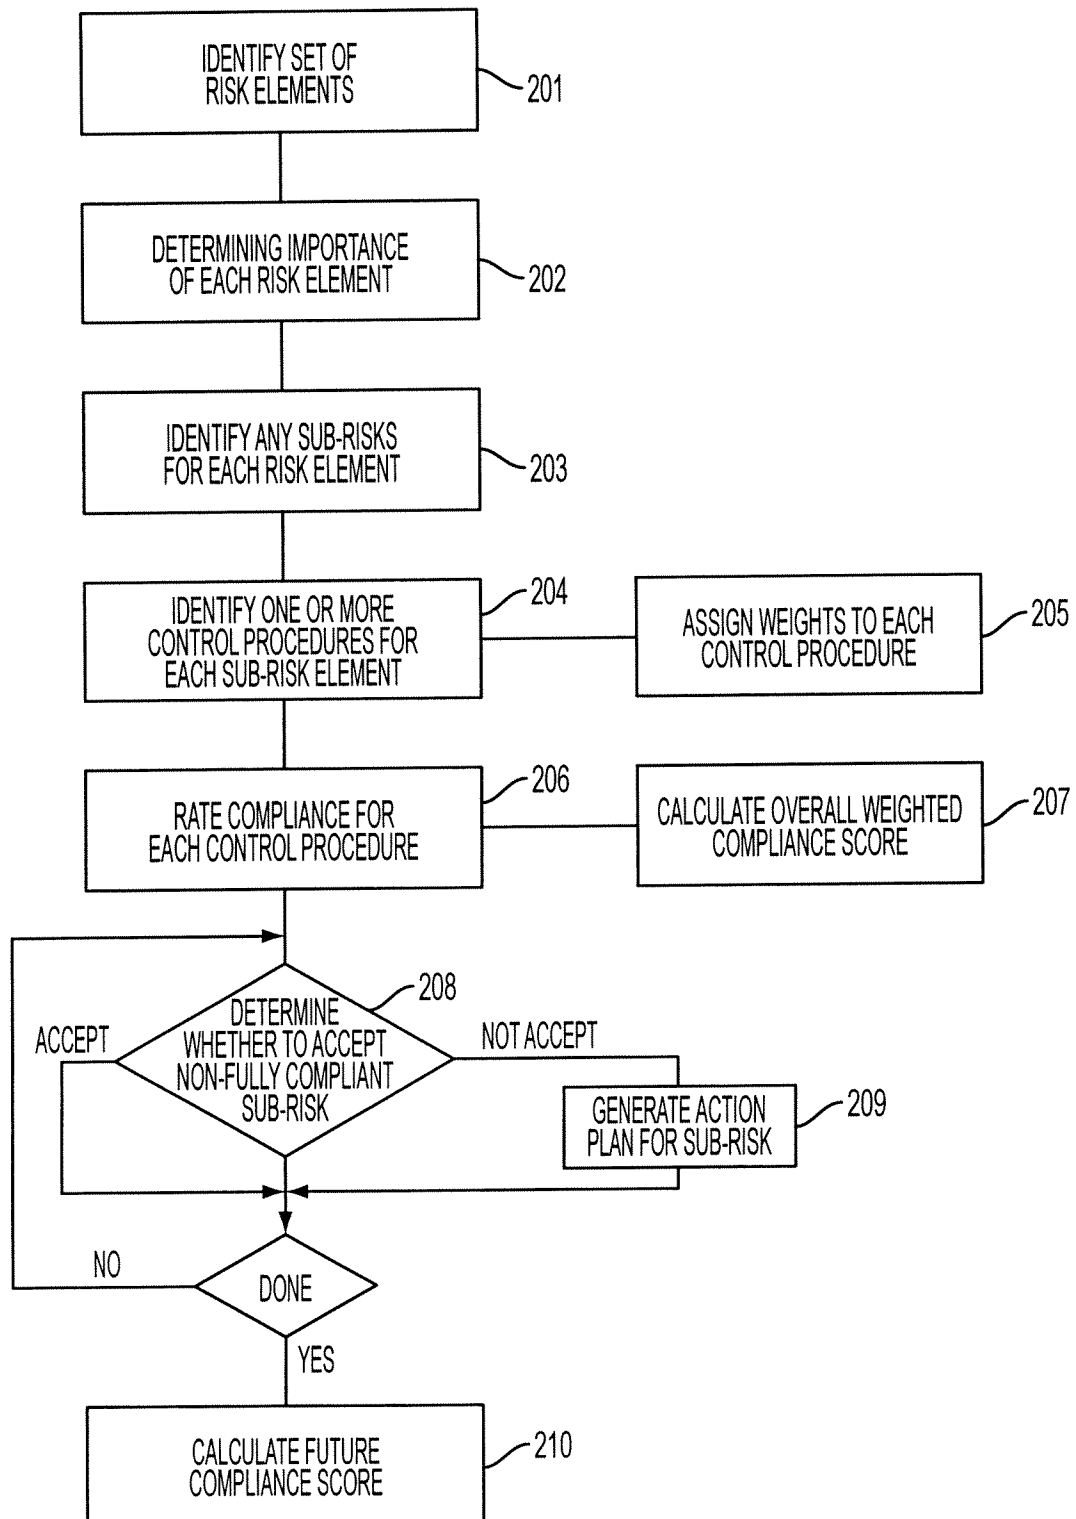 IDENTIFY SET OF
RISK ELEMENTS
201
DETERMINING IMPORTANCE
OF EACH RISK ELEMENT
202
IDENTIFY ANY SUB-RISKS
FOR EACH RISK ELEMENT
203
IDENTIFY ONE OR MORE
CONTROL PROCEDURES FOR
EACH SUB-RISK ELEMENT
204
ASSIGN WEIGHTS TO EACH
CONTROL PROCEDURE
205
RATE COMPLIANCE FOR
EACH CONTROL PROCEDURE
206
CALCULATE OVERALL WEIGHTED
COMPLIANCE SCORE
207
DETERMINE
WHETHER TO ACCEPT
NON-FULLY COMPLIANT
SUB-RISK
208
ACCEPT
NOT ACCEPT
GENERATE ACTION
PLAN FOR SUB-RISK
209
NO
DONE
YES
CALCULATE FUTURE
COMPLIANCE SCORE
210